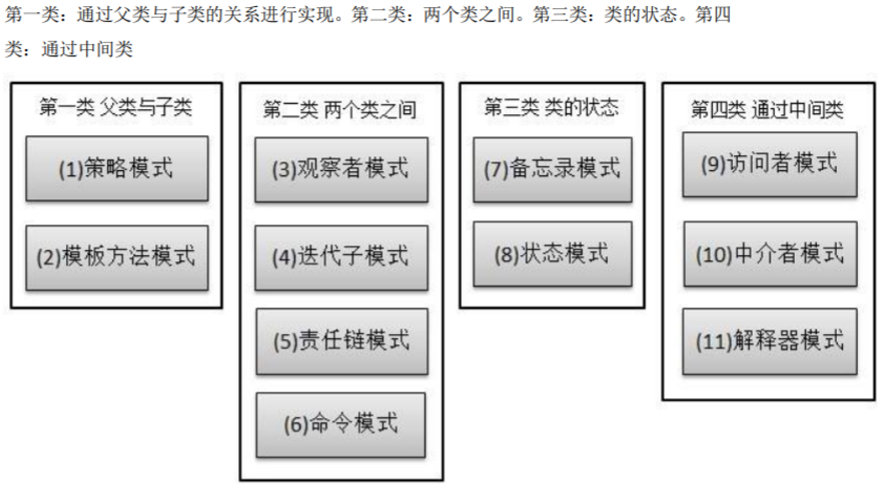 第一类：通过父类与子类的关系进行实现。第二类：两个类之间。第三类：类的状态。第四
类：通过中间类
第一类 父类与子类
(1)策略模式
(2)模板方法模式
第二类 两个类之间
(3)观察者模式
(4)迭代子模式
(5)责任链模式
(6)命令模式
第三类 类的状态
(7)备忘录模式
(8)状态模式
第四类 通过中间类
(9)访问者模式
(10)中介者模式
(11)解释器模式